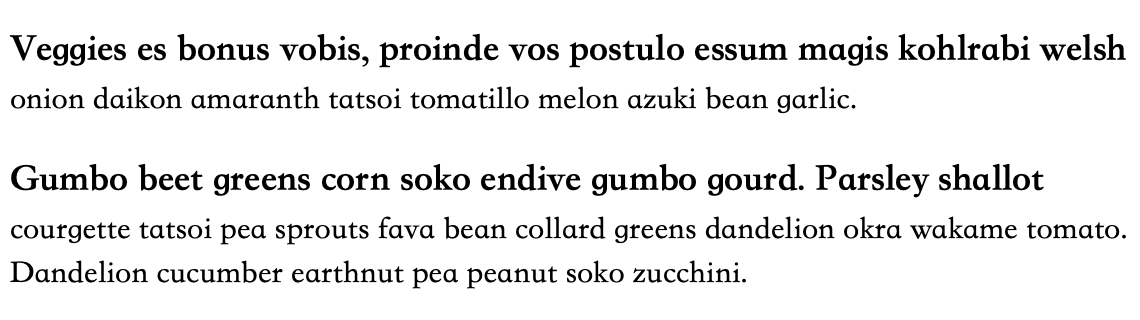 Veggies es bonus vobis, proinde vos postulo essum magis kohlrabi welsh
onion daikon amaranth tatsoi tomatillo melon azuki bean garlic.
Gumbo beet greens corn soko endive gumbo gourd. Parsley shallot
courgette tatsoi pea sprouts fava bean collard greens dandelion okra wakame tomato.
Dandelion cucumber earthnut pea peanut soko zucchini.